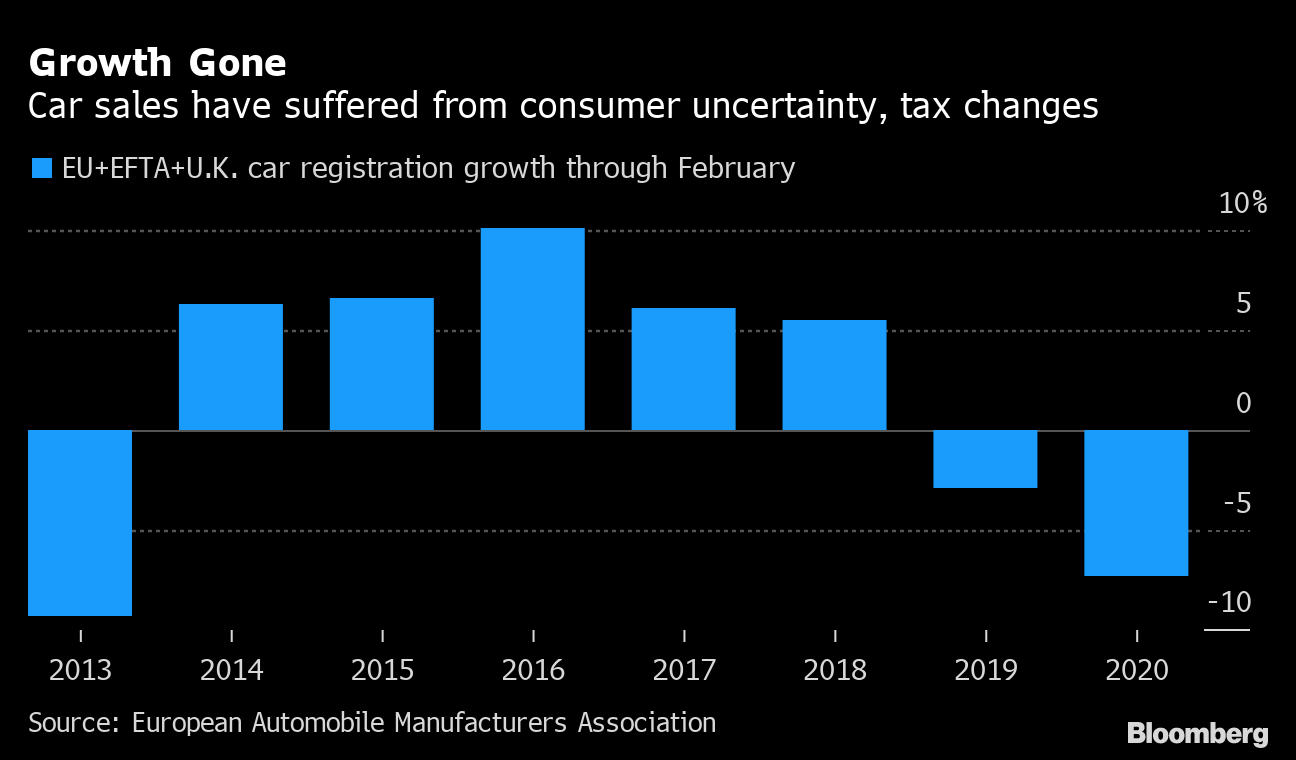 Growth Gone
Car sales have suffered from consumer uncertainty, tax changes
EU+EFTA+U.K. car registration growth through February
10%
5
0
-5
-10
2013 2014 2015 2016 2017 2018 2019 2020
Source: European Automobile Manufacturers Association
Bloomberg